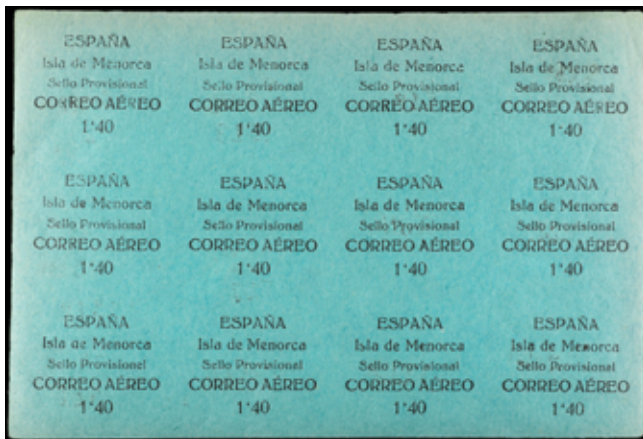 ESPAÑA ESPAÑA ESPAÑA ESPAÑA
Isla de Menorca Isla de Menorca Isla de Menorca Isla de Menorca
Sello Provisional Sello Provisional Sello Provisional Sello Provisional
CORREO AÉREO CORREO AÉREO CORREO AÉREO CORREO AÉREO
1'40 1'40 1'40 1'40
ESPAÑA ESPAÑA ESPAÑA ESPAÑA
Isla de Menorca Isla de Menorca Isla de Menorca Isla de Menorca
Sello Provisional Sello Provisional Sello Provisional Sello Provisional
CORREO AÉREO CORREO AÉREO CORREO AÉREO CORREO AÉREO
1'40 1'40 1'40 1'40
ESPAÑA ESPAÑA ESPAÑA ESPAÑA
Isla de Menorca Isla de Menorca Isla de Menorca Isla de Menorca
Sello Provisional Sello Provisional Sello Provisional Sello Provisional
CORREO AÉREO CORREO AÉREO CORREO AÉREO CORREO AÉREO
1'40 1'40 1'40 1'40